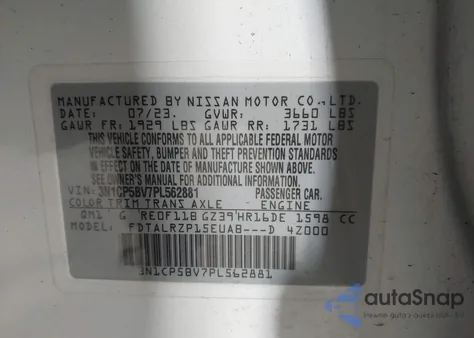 MANUFACTURED BY NISSAN MOTOR CO.,LTD.
DATE: 07/23. GVWR: 3660 LBS
GAWR FR: 1929 LBS GAWR RR: 1731 LBS
THIS VEHICLE CONFORMS TO ALL APPLICABLE FEDERAL MOTOR
VEHICLE SAFETY, BUMPER AND THEFT PREVENTION STANDARDS
IN EFFECT ON THE DATE OF MANUFACTURE SHOWN ABOVE.
SEE OWNER'S MANUAL AND ADDITIONAL LABEL
VIN: 3N1CP5BV7PL562881 PASSENGER CAR.
COLOR TRIM TRANS AXLE ENGINE
QM1 G RE0F11B GZ39 HR16DE 1598 CC
FDTALRZP15EUAB---D 4Z000
3N1CP5BV7PL562881
autoSnap